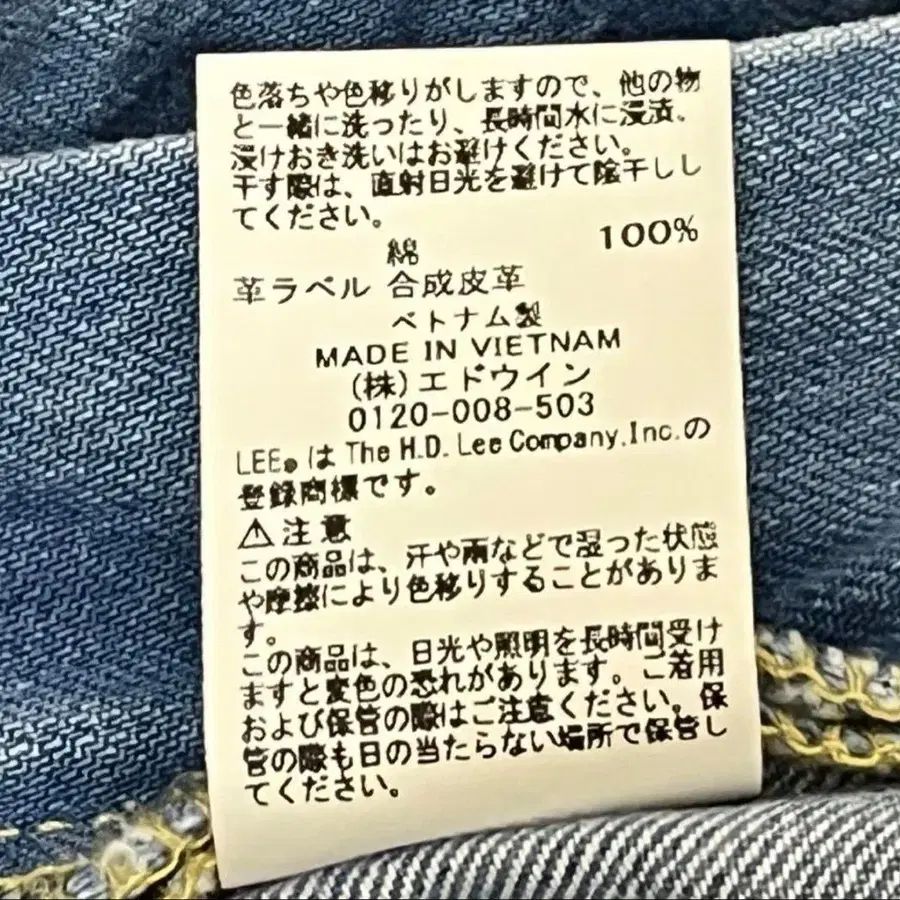 色落ちや色移りがしますので、他の物
と一緒に洗ったり、長時間水に浸漬、
浸けおき洗いはお避けください。
干す際は、直射日光を避けて陰干しし
てください。
綿 100%
革ラベル 合成皮革
ベトナム製
MADE IN VIETNAM
(株)エドウイン
0120-008-503
LEE®は The H.D. Lee Company, Inc.の
登録商標です。
⚠注意
この商品は、汗や雨などで湿った状態
や摩擦により色移りすることがありま
す。
この商品は、日光や照明を長時間受け
ますと変色の恐れがあります。ご着用
および保管の際はご注意ください。保
管の際も日の当たらない場所で保管し
てください。